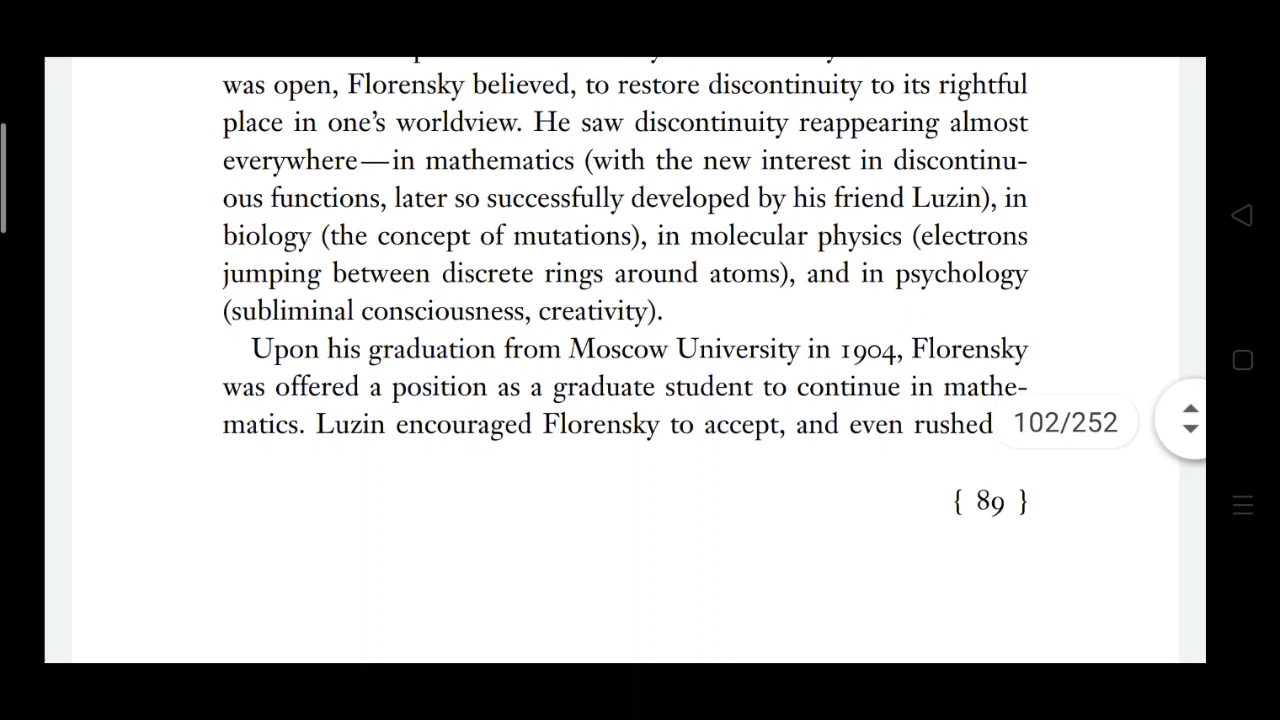 was open, Florensky believed, to restore discontinuity to its rightful
place in one’s worldview. He saw discontinuity reappearing almost
everywhere—in mathematics (with the new interest in discontinu-
ous functions, later so successfully developed by his friend Luzin), in
biology (the concept of mutations), in molecular physics (electrons
jumping between discrete rings around atoms), and in psychology
(subliminal consciousness, creativity).
Upon his graduation from Moscow University in 1904, Florensky
was offered a position as a graduate student to continue in mathe-
matics. Luzin encouraged Florensky to accept, and even rushed
102/252
{ 89 }